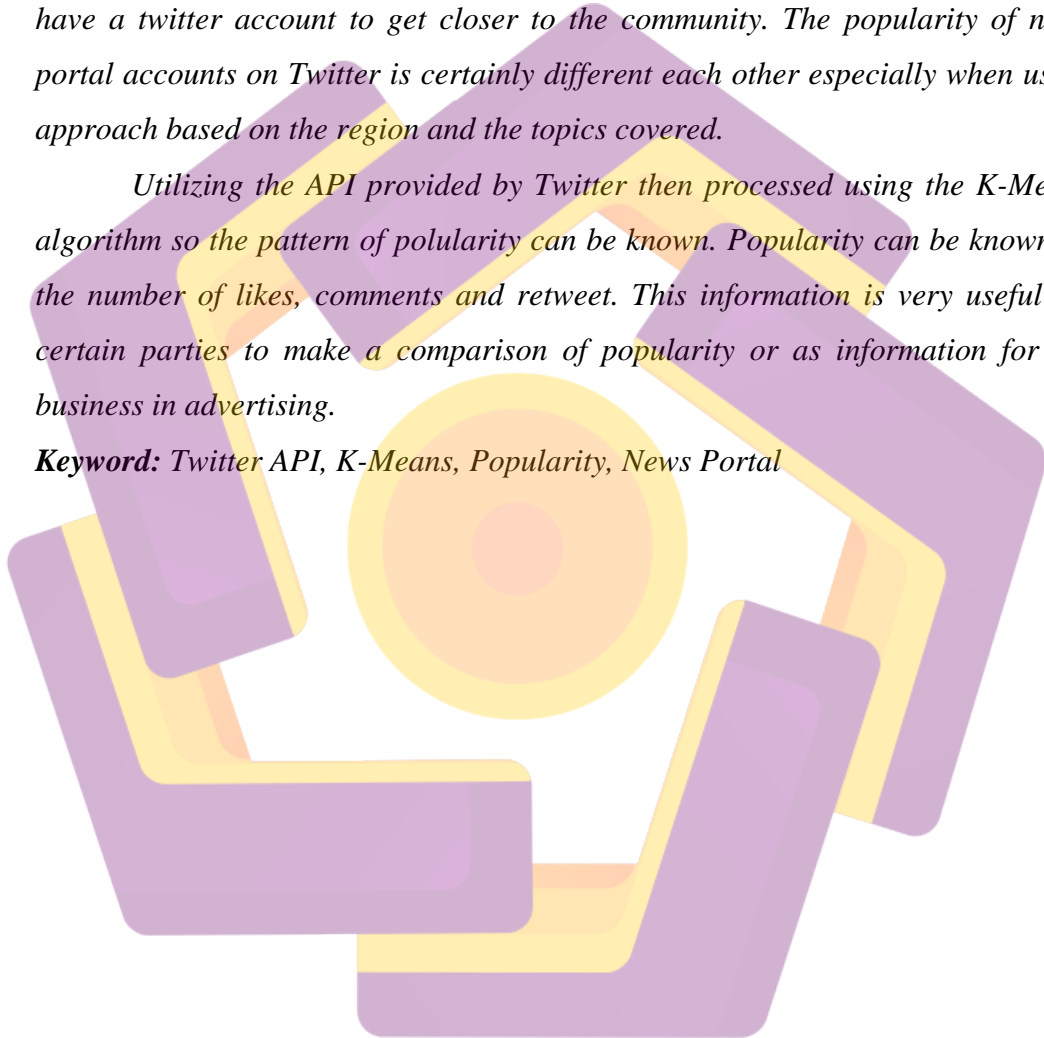 have a twitter account to get closer to the community. The popularity of n
portal accounts on Twitter is certainly different each other especially when us
approach based on the region and the topics covered.
Utilizing the API provided by Twitter then processed using the K-Me
algorithm so the pattern of polularity can be known. Popularity can be known
the number of likes, comments and retweet. This information is very useful
certain parties to make a comparison of popularity or as information for
business in advertising.
Keyword: Twitter API, K-Means, Popularity, News Portal